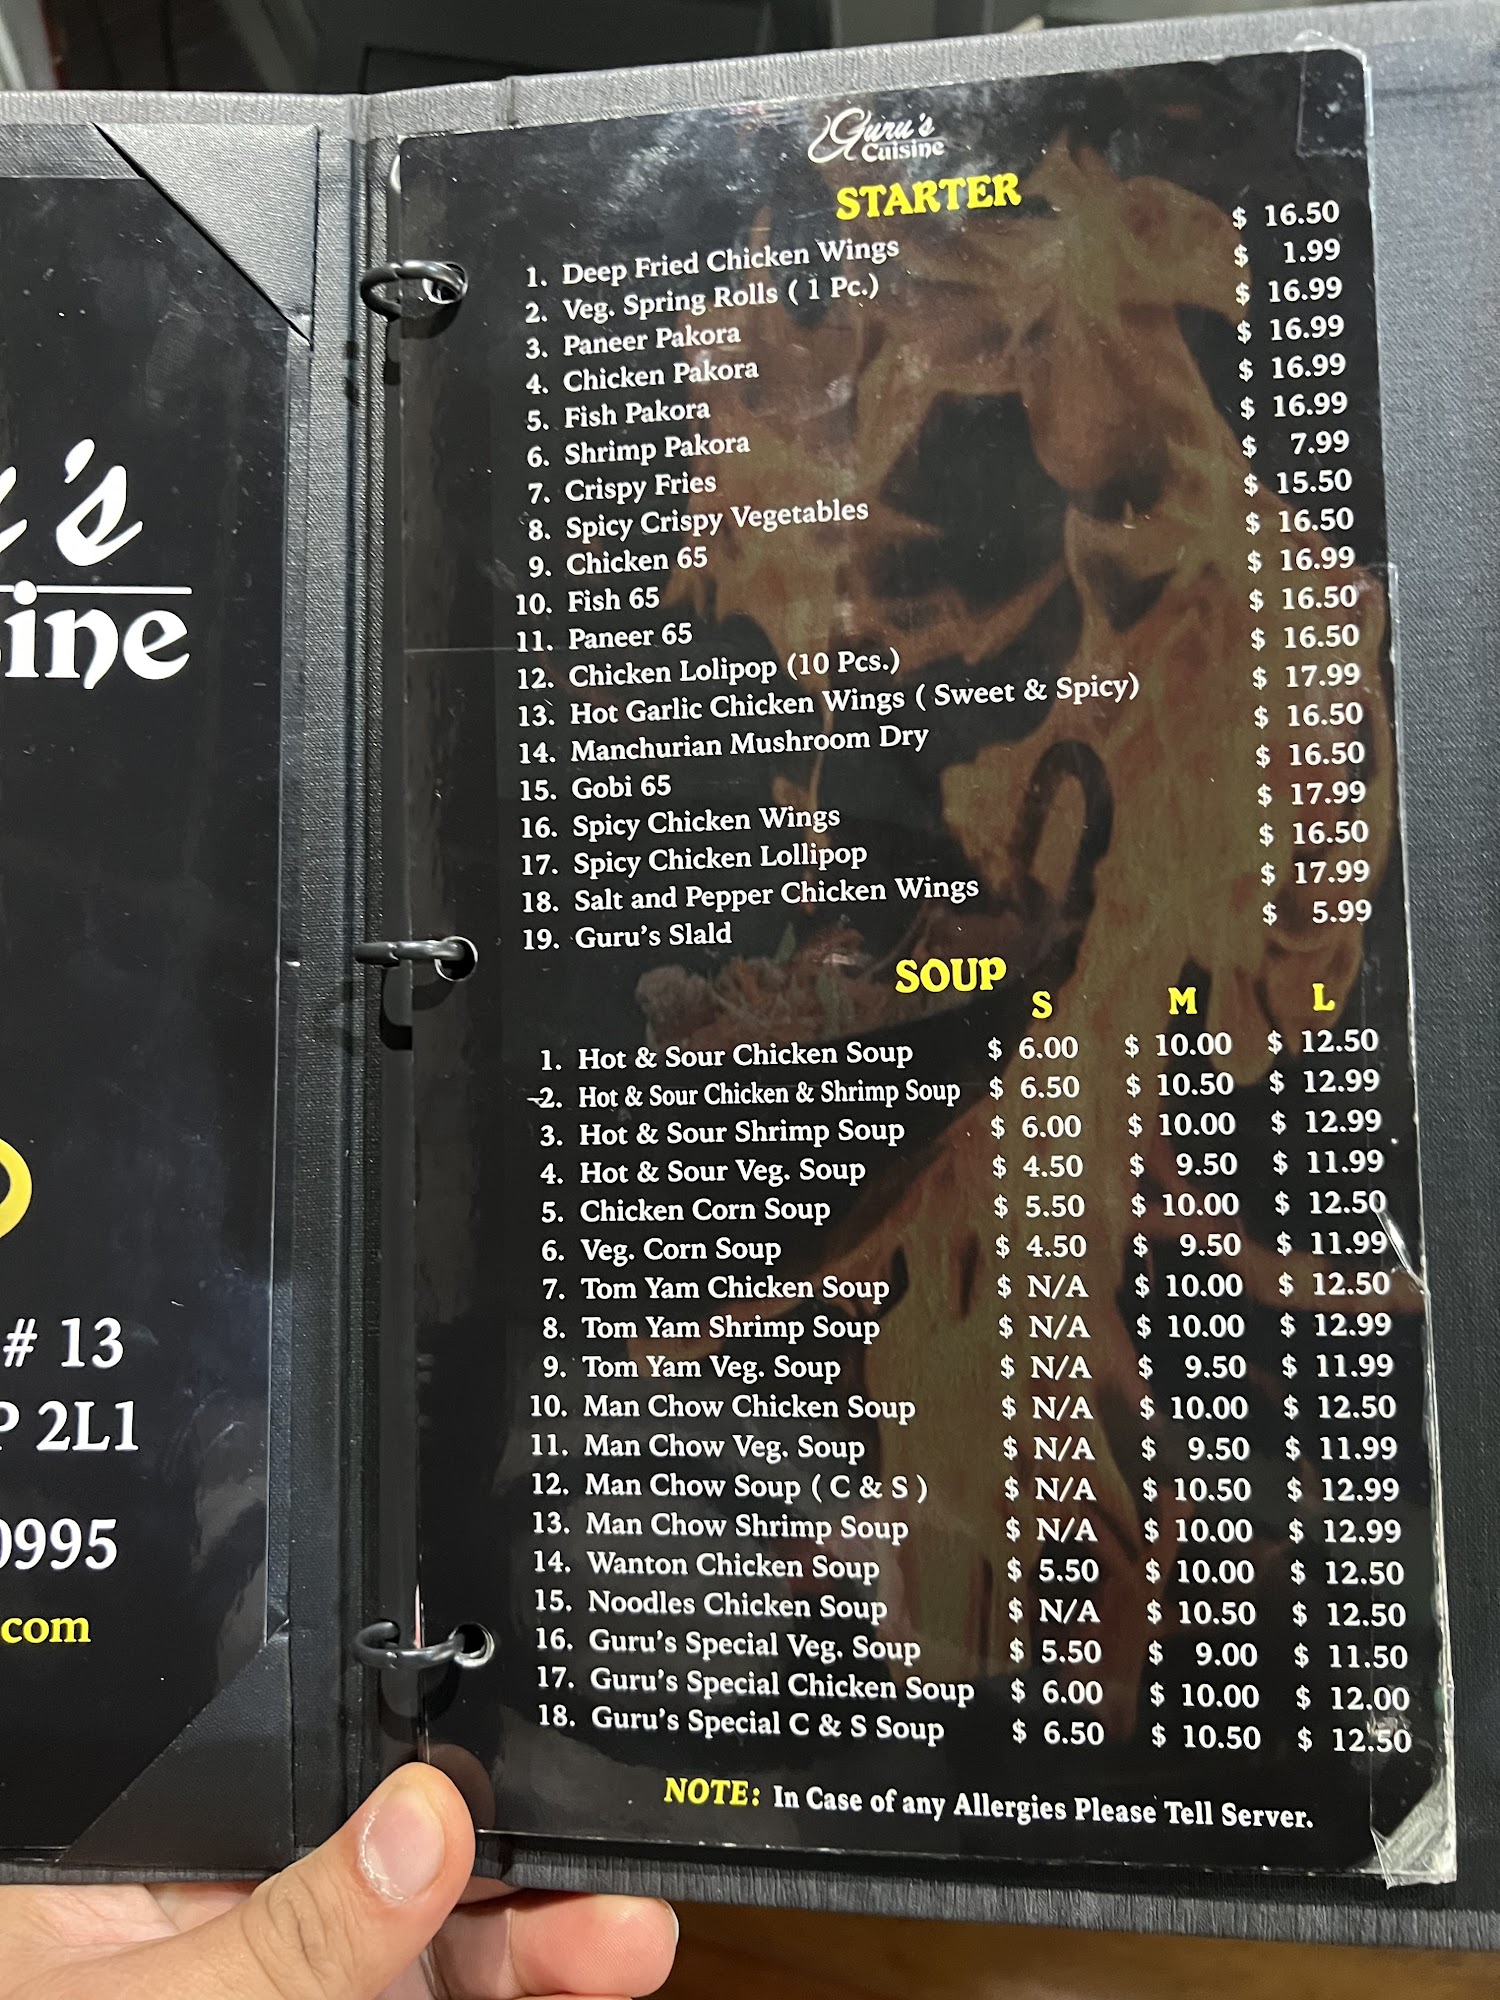 Guru's
Cuisine
STARTER
1. Deep Fried Chicken Wings $ 16.50
2. Veg. Spring Rolls ( 1 Pc.) $ 1.99
3. Paneer Pakora $ 16.99
4. Chicken Pakora $ 16.99
5. Fish Pakora $ 16.99
6. Shrimp Pakora $ 16.99
7. Crispy Fries $ 7.99
8. Spicy Crispy Vegetables $ 15.50
9. Chicken 65 $ 16.50
10. Fish 65 $ 16.99
11. Paneer 65 $ 16.50
12. Chicken Lolipop (10 Pcs.) $ 16.50
13. Hot Garlic Chicken Wings ( Sweet & Spicy) $ 17.99
14. Manchurian Mushroom Dry $ 16.50
15. Gobi 65 $ 16.50
16. Spicy Chicken Wings $ 17.99
17. Spicy Chicken Lollipop $ 16.50
18. Salt and Pepper Chicken Wings $ 17.99
19. Guru's Slald $ 5.99
SOUP
S M L
1. Hot & Sour Chicken Soup $ 6.00 $ 10.00 $ 12.50
2. Hot & Sour Chicken & Shrimp Soup $ 6.50 $ 10.50 $ 12.99
3. Hot & Sour Shrimp Soup $ 6.00 $ 10.00 $ 12.99
4. Hot & Sour Veg. Soup $ 4.50 $ 9.50 $ 11.99
5. Chicken Corn Soup $ 5.50 $ 10.00 $ 12.50
6. Veg. Corn Soup $ 4.50 $ 9.50 $ 11.99
7. Tom Yam Chicken Soup $ N/A $ 10.00 $ 12.50
8. Tom Yam Shrimp Soup $ N/A $ 10.00 $ 12.99
9. Tom Yam Veg. Soup $ N/A $ 9.50 $ 11.99
10. Man Chow Chicken Soup $ N/A $ 10.00 $ 12.50
11. Man Chow Veg. Soup $ N/A $ 9.50 $ 11.99
12. Man Chow Soup ( C & S ) $ N/A $ 10.50 $ 12.99
13. Man Chow Shrimp Soup $ N/A $ 10.00 $ 12.99
14. Wanton Chicken Soup $ 5.50 $ 10.00 $ 12.50
15. Noodles Chicken Soup $ N/A $ 10.50 $ 12.50
16. Guru's Special Veg. Soup $ 5.50 $ 9.00 $ 11.50
17. Guru's Special Chicken Soup $ 6.00 $ 10.00 $ 12.00
18. Guru's Special C & S Soup $ 6.50 $ 10.50 $ 12.50
NOTE: In Case of any Allergies Please Tell Server.
's
ine
# 13
P 2L1
0995
.com